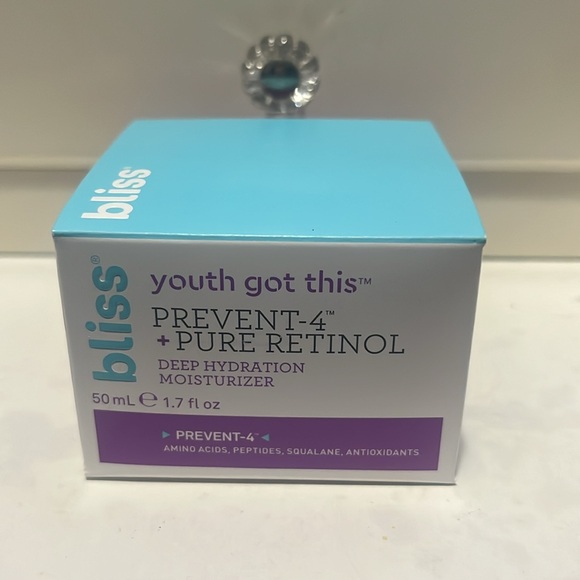 bliss®
bliss®
youth got this™
PREVENT-4™
+PURE RETINOL
DEEP HYDRATION
MOISTURIZER
50 mL ℮ 1.7 fl oz
▶ PREVENT-4™ ◀
AMINO ACIDS, PEPTIDES, SQUALANE, ANTIOXIDANTS